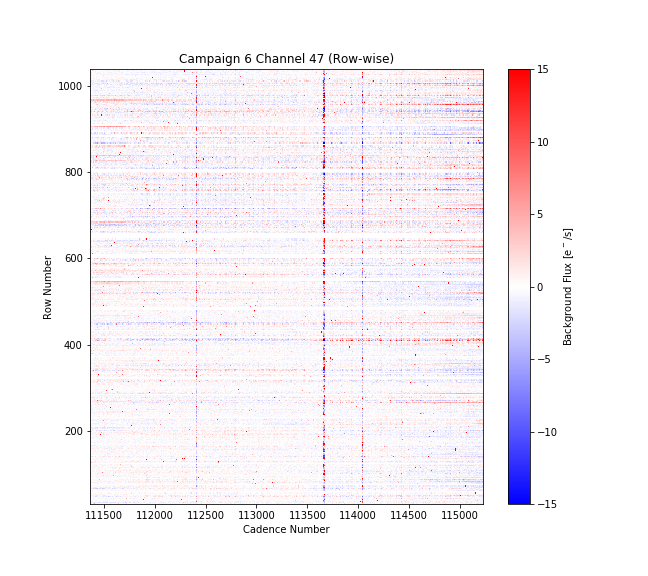 Campaign 6 Channel 47 (Row-wise)
1000
800
600
400
200
Row Number
111500 112000 112500 113000 113500 114000 114500 115000
Cadence Number
15
10
5
0
−5
−10
−15
Background Flux [e⁻/s]